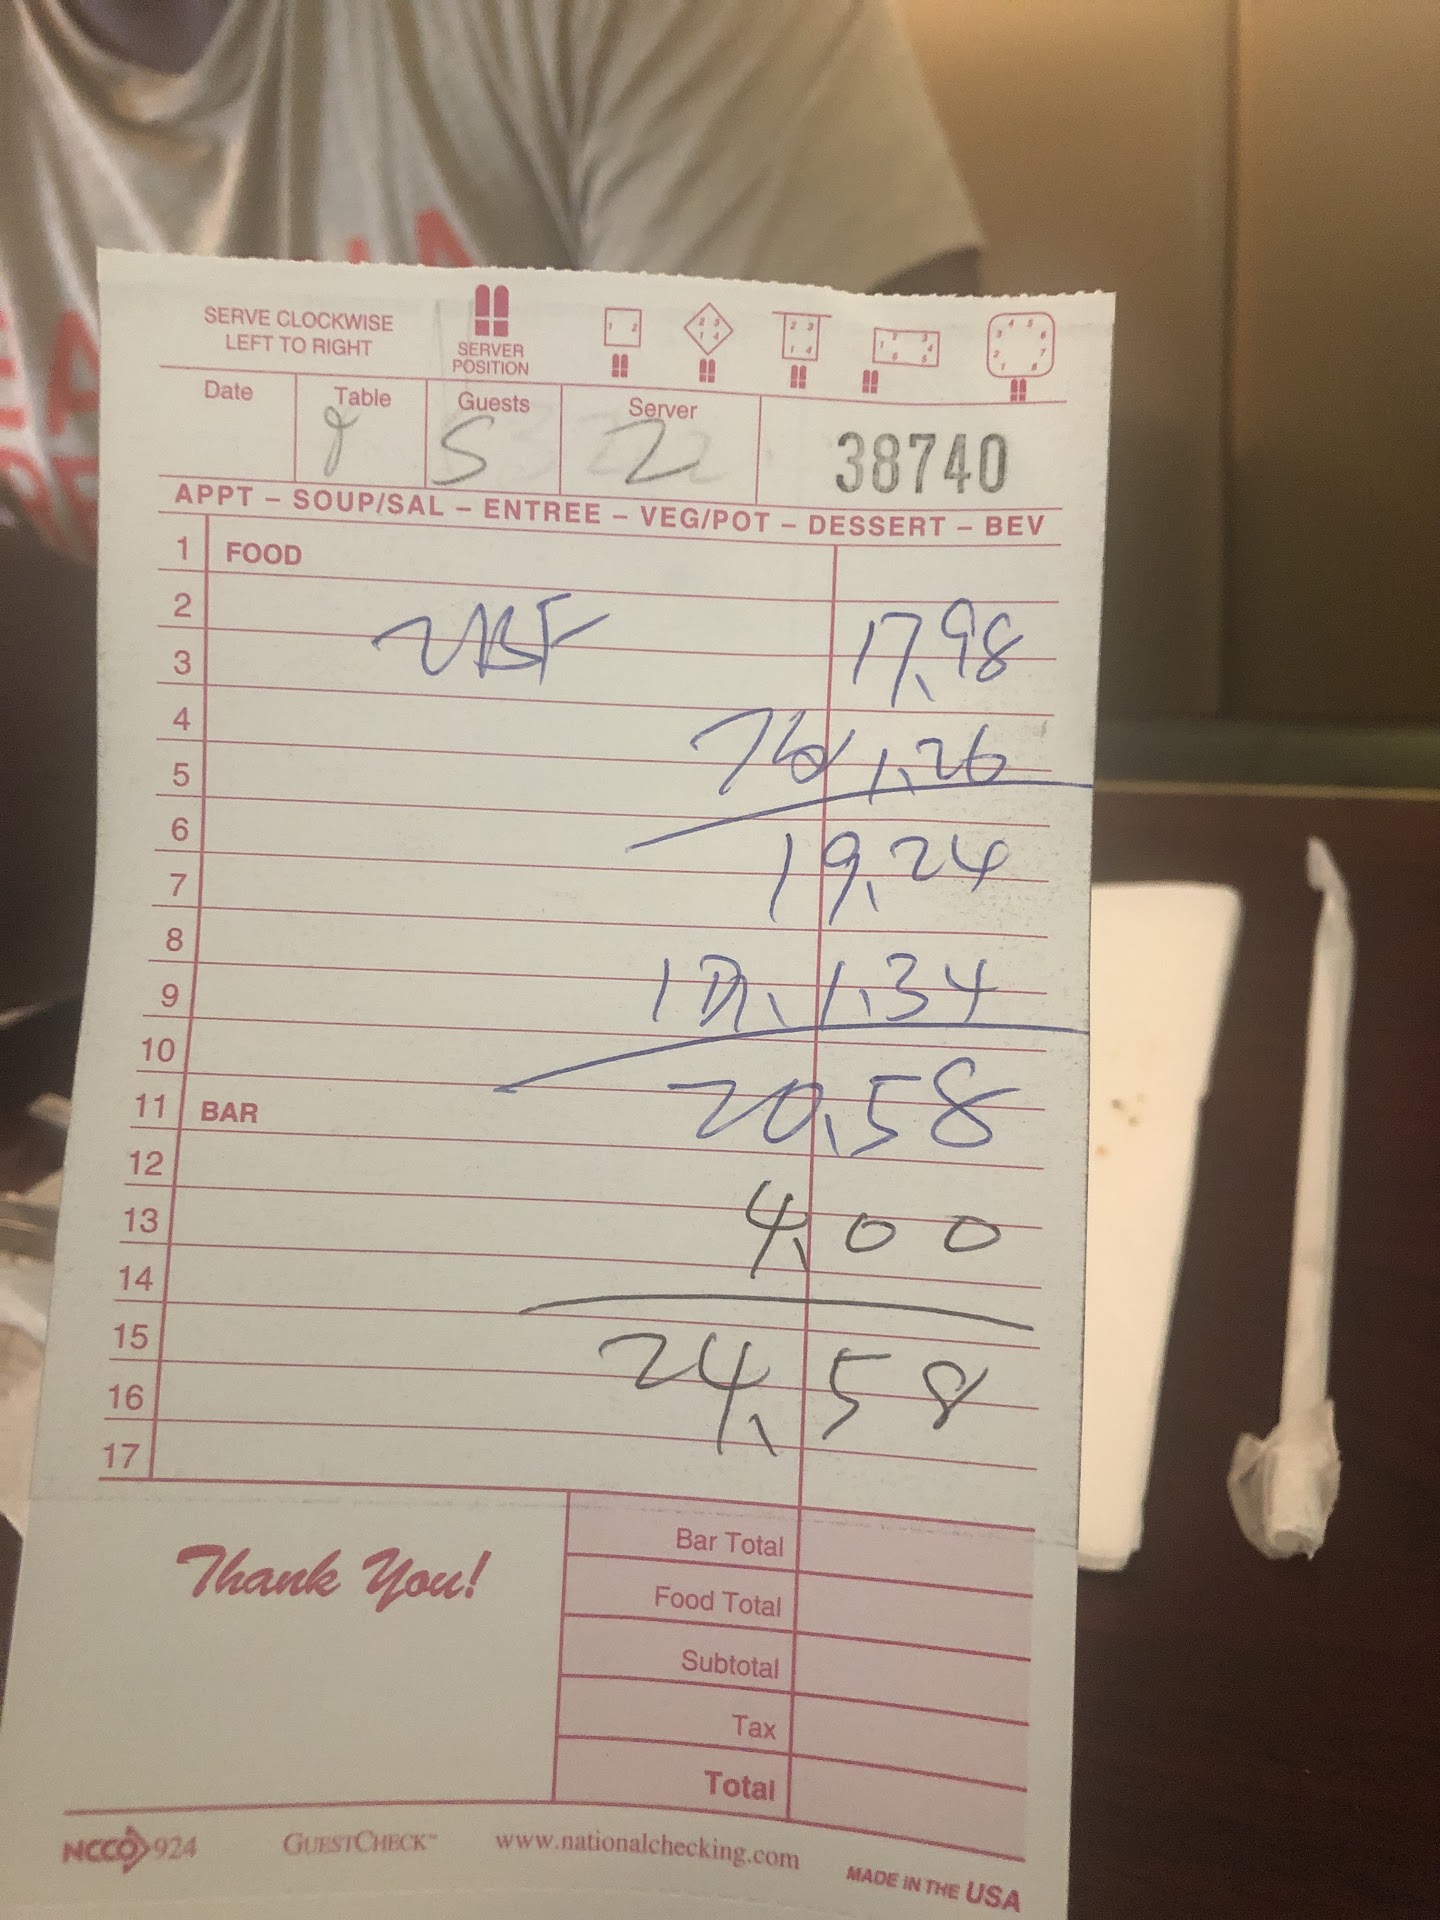 SERVE CLOCKWISE
LEFT TO RIGHT
SERVER
POSITION
Date Table Guests Server
5 2 38740
APPT – SOUP/SAL – ENTREE – VEG/POT – DESSERT – BEV
1 FOOD
2
17.98
3
4
1.26
5
6
19.24
7
8
1.34
9
10
20.58
11 BAR
12
4.00
13
14
15
24.58
16
17
Thank You!
Bar Total
Food Total
Subtotal
Tax
Total
NCCO 924 GUESTCHECK™ www.nationalchecking.com MADE IN THE USA